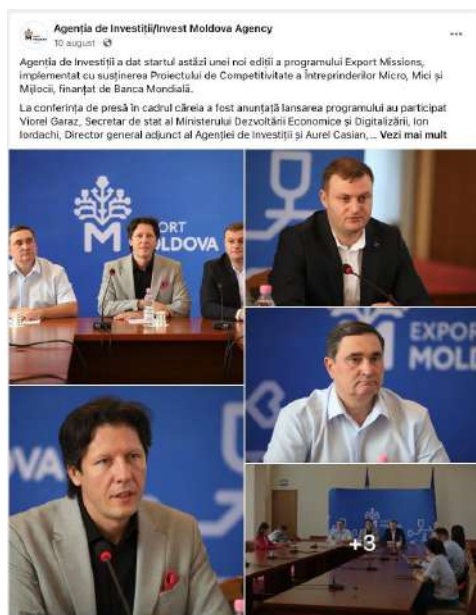 Agenția de Investiții/Invest Moldova Agency
10 august
Agenția de Investiții a dat startul astăzi unei noi ediții a programului Export Missions,
implementat cu susținerea Proiectului de Competitivitate a Întreprinderilor Micro, Mici și
Mijlocii, finanțat de Banca Mondială.
La conferința de presă în cadrul căreia a fost anunțată lansarea programului au participat
Viorel Garaz, Secretar de stat al Ministerului Dezvoltării Economice și Digitalizării, Ion
Iordachi, Director general adjunct al Agenției de Investiții și Aurel Casian, ... Vezi mai mult
PORT
MOLDOVA
EXPORT
MOLD
VA
+3